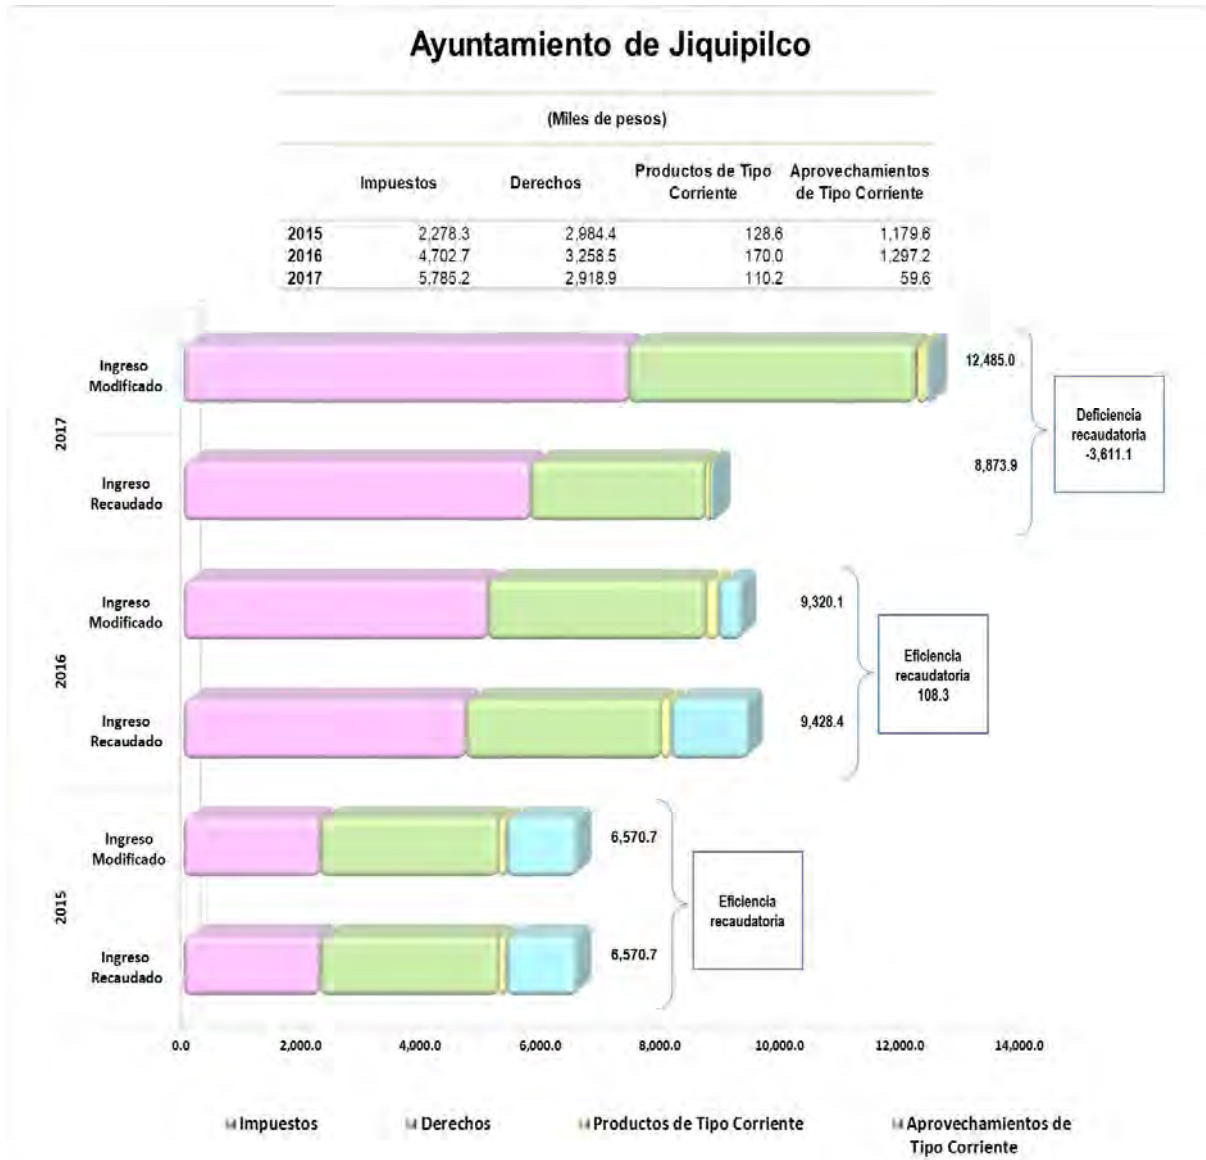 Ayuntamiento de Jiquipilco
(Miles de pesos)
Impuestos Derechos Productos de Tipo Corriente Aprovechamientos de Tipo Corriente
2015 2,278.3 2,984.4 128.6 1,179.6
2016 4,702.7 3,258.5 170.0 1,297.2
2017 5,785.2 2,918.9 110.2 59.6
2017
Ingreso
Modificado
12,485.0
Ingreso
Recaudado
8,873.9
Deficiencia
recaudatoria
-3,611.1
2016
Ingreso
Modificado
9,320.1
Ingreso
Recaudado
9,428.4
Eficiencia
recaudatoria
108.3
2015
Ingreso
Modificado
6,570.7
Ingreso
Recaudado
6,570.7
Eficiencia
recaudatoria
0.0 2,000.0 4,000.0 6,000.0 8,000.0 10,000.0 12,000.0 14,000.0
Impuestos Derechos Productos de Tipo Corriente Aprovechamientos de
Tipo Corriente